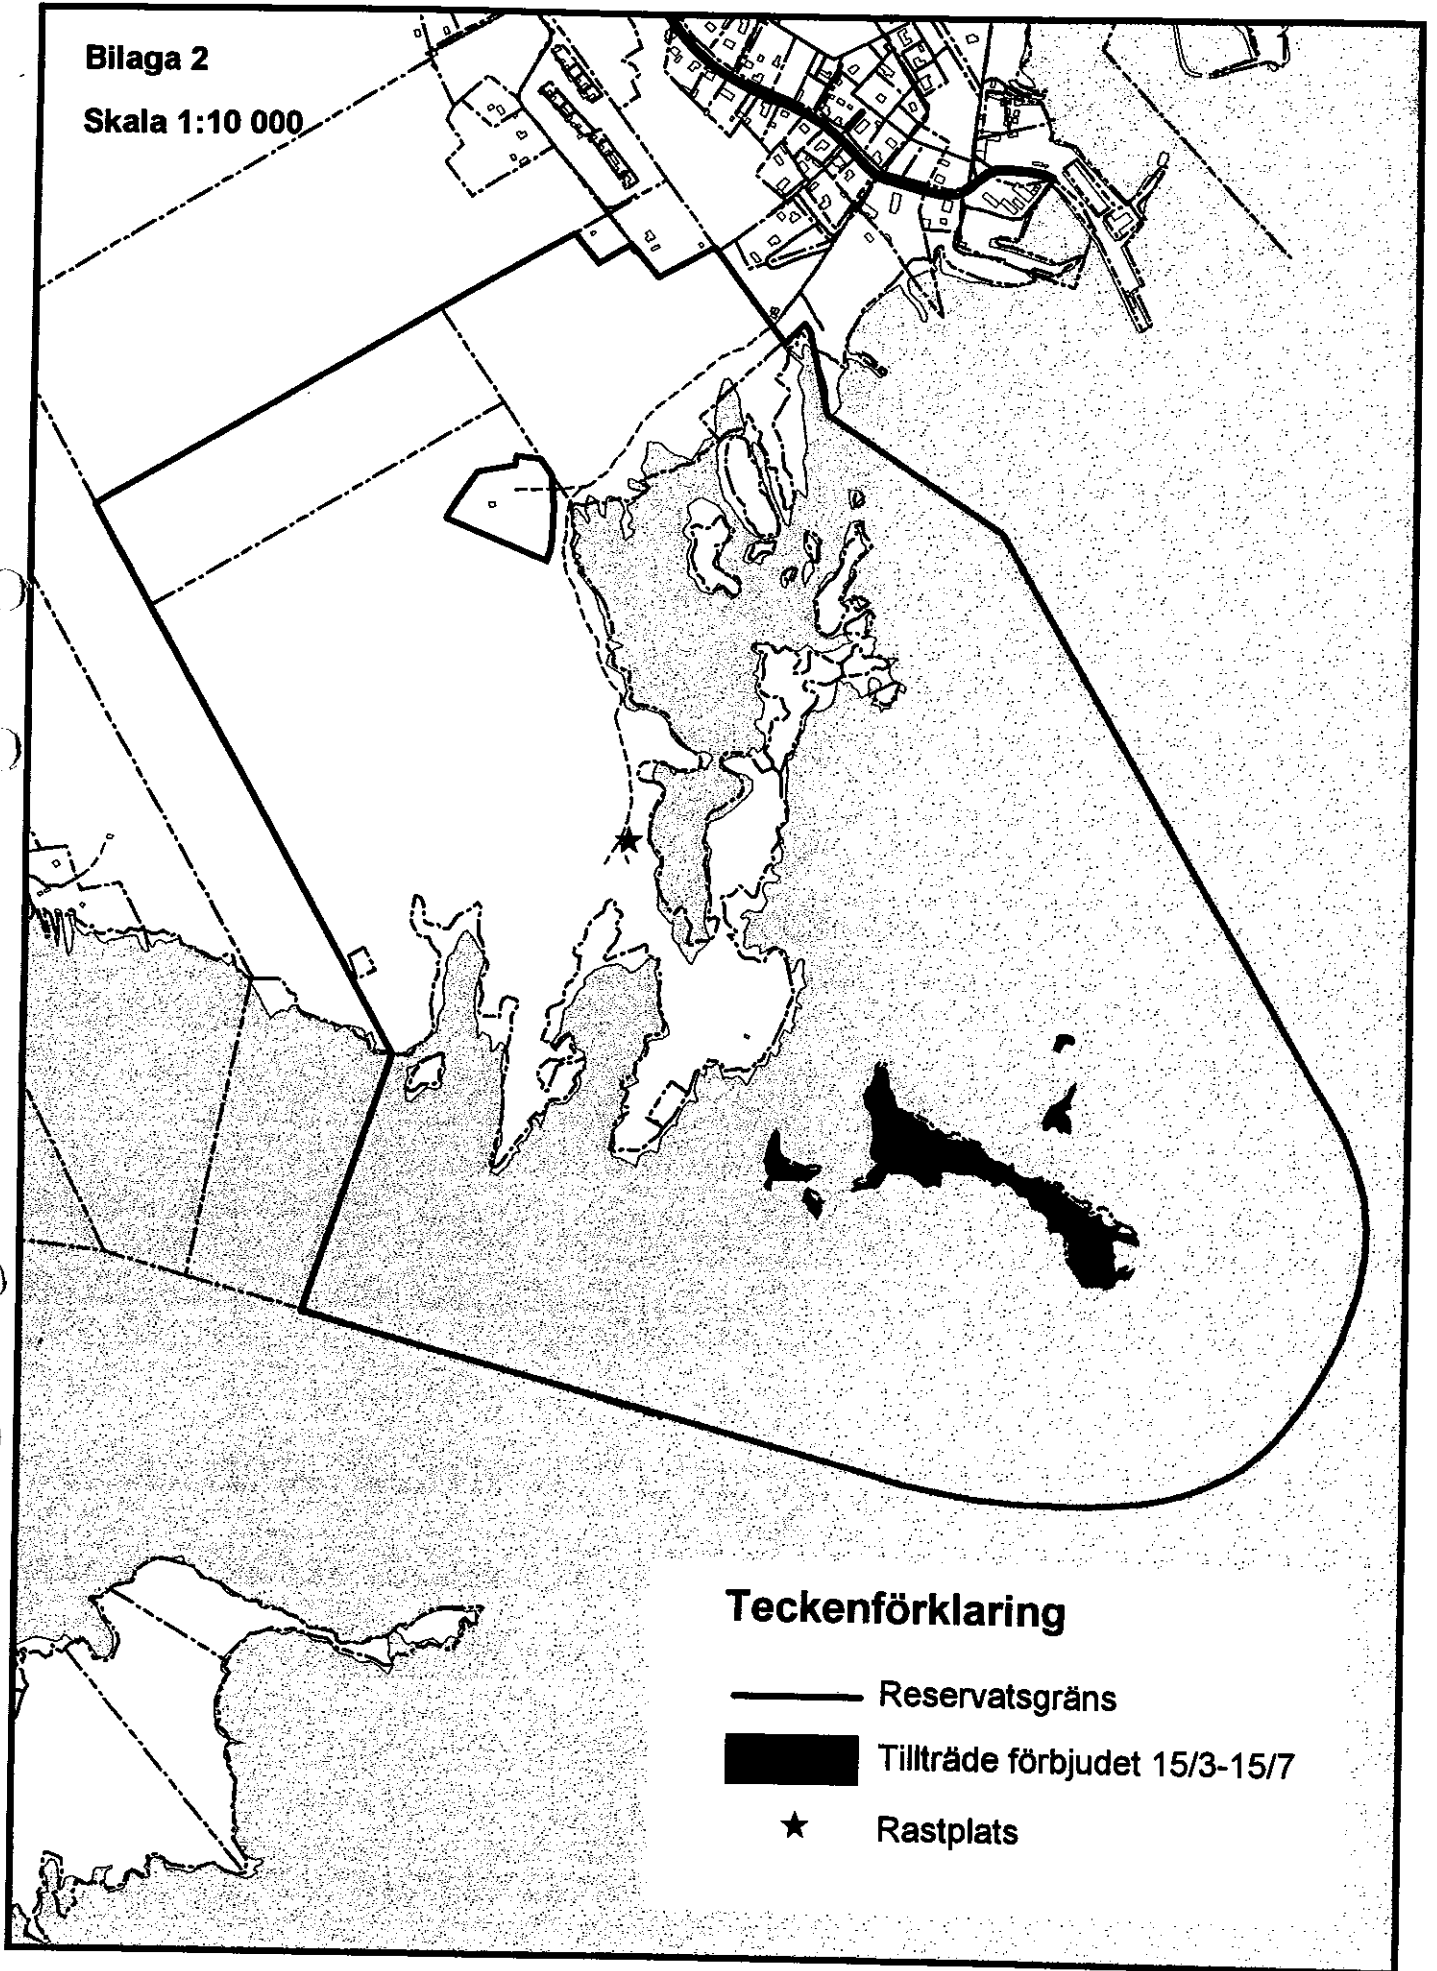 Bilaga 2
Skala 1:10 000
Teckenförklaring
Reservatsgräns
Tillträde förbjudet 15/3-15/7
Rastplats